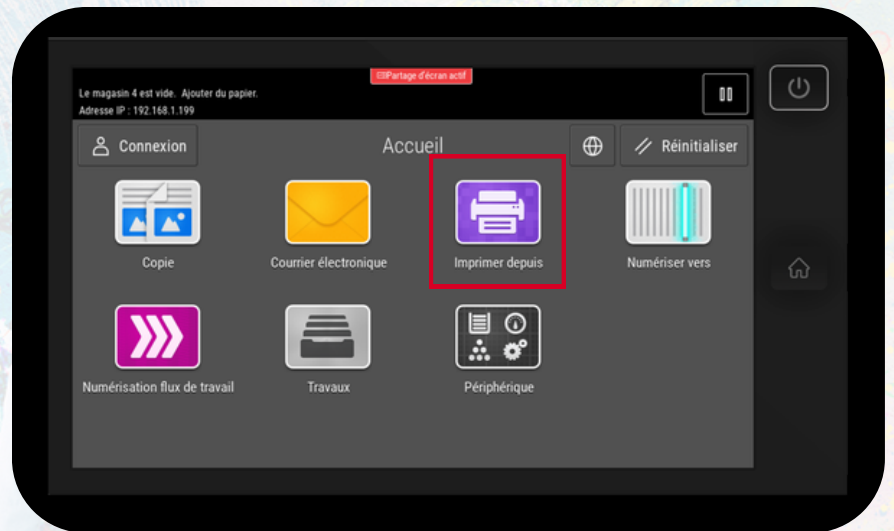 Partage d'écran actif
Le magasin 4 est vide. Ajouter du papier.
Adresse IP : 192.168.1.199
Connexion
Accueil
Réinitialiser
Copie
Courrier électronique
Imprimer depuis
Numériser vers
Numérisation flux de travail
Travaux
Périphérique